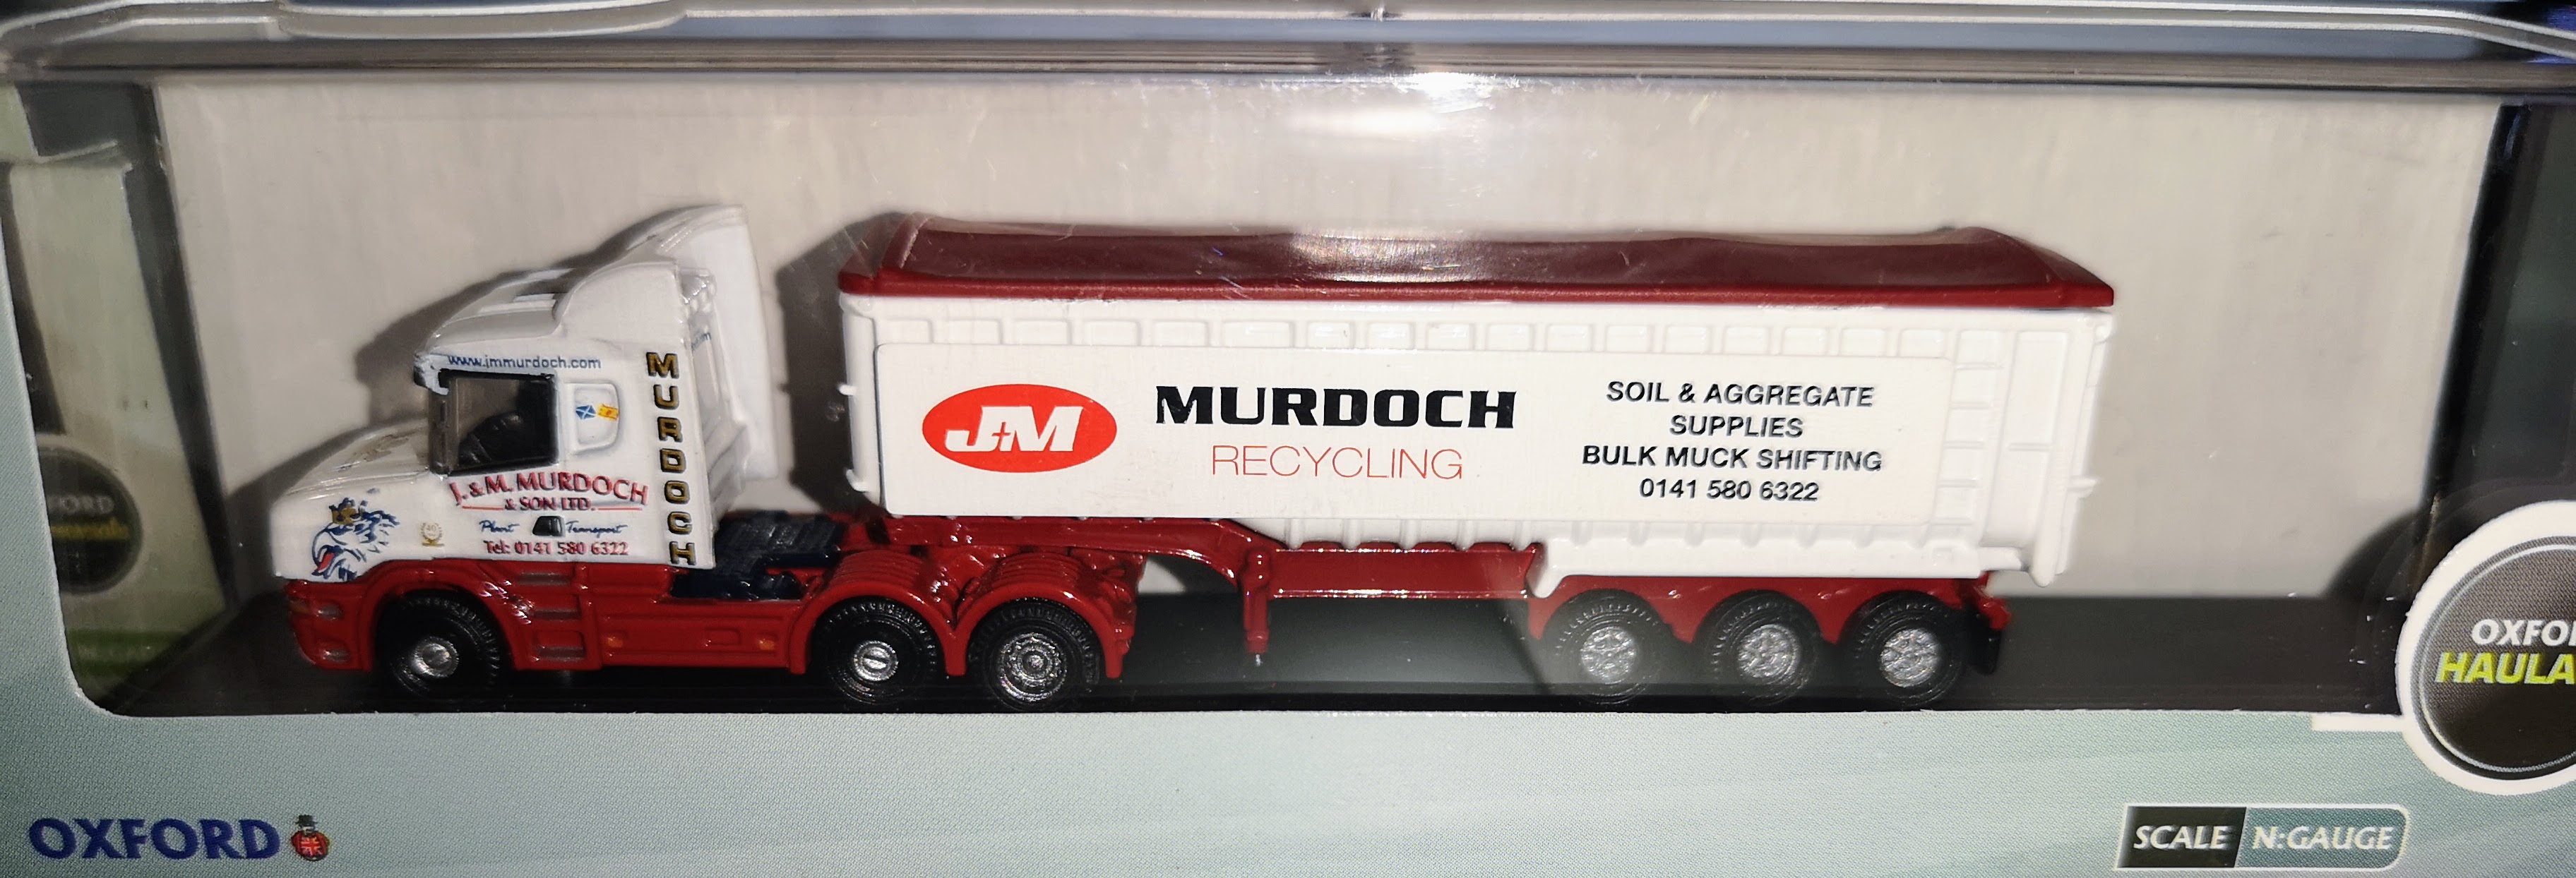 www.jmmurdoch.com
MURDOCH
J. & M. MURDOCH
& SON LTD.
Plant Transport
Tel: 0141 580 6322
J+M
MURDOCH
RECYCLING
SOIL & AGGREGATE
SUPPLIES
BULK MUCK SHIFTING
0141 580 6322
OXFORD
SCALE N:GAUGE